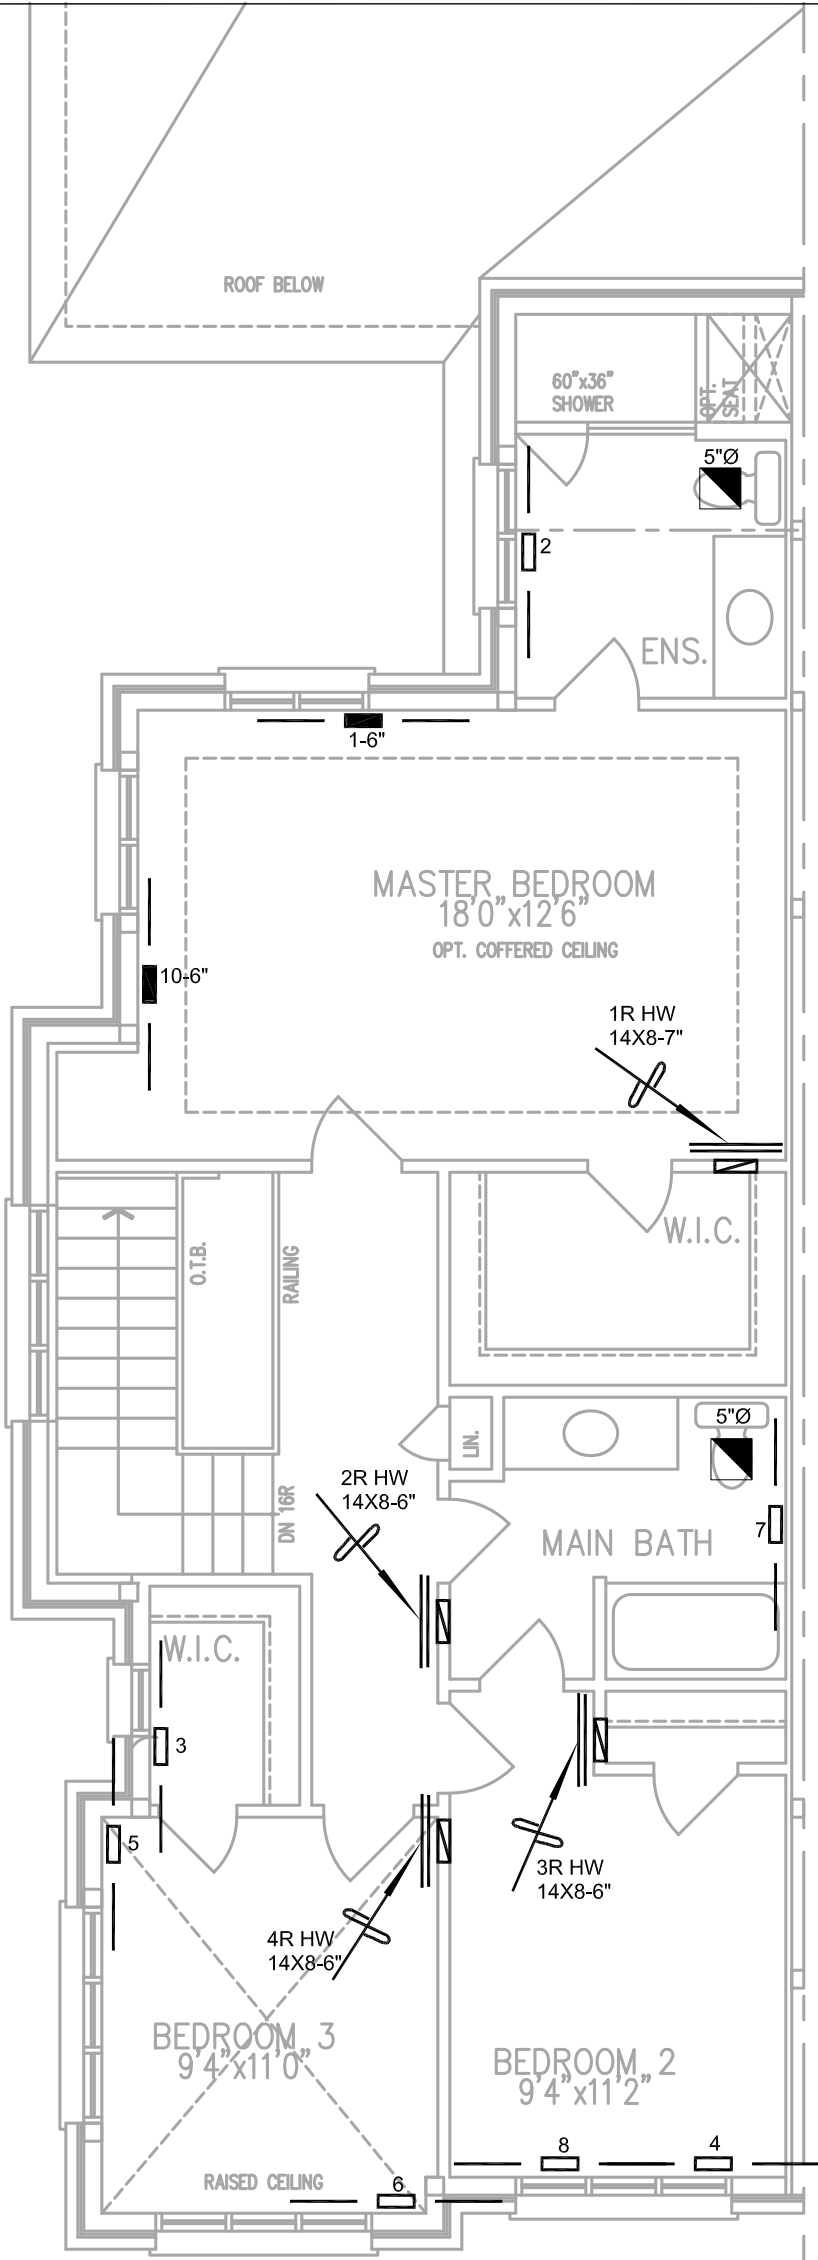 ROOF BELOW
60"x36"
SHOWER
OPT.
SEAT
5"Ø
2
ENS.
1-6"
MASTER BEDROOM
18'0"x12'6"
OPT. COFFERED CEILING
10-6"
1R HW
14X8-7"
W.I.C.
O.T.B.
RAILING
LIN.
5"Ø
2R HW
14X8-6"
DN 16R
7
MAIN BATH
W.I.C.
3
5
3R HW
14X8-6"
4R HW
14X8-6"
BEDROOM 3
9'4"x11'0"
BEDROOM 2
9'4"x11'2"
8
4
RAISED CEILING
6